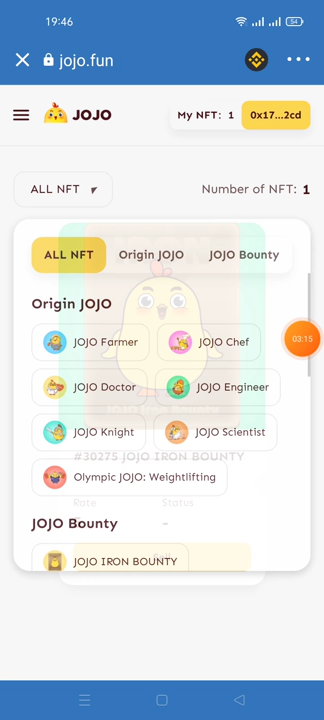 19:46
54
jojo.fun
JOJO
My NFT: 1
0x17...2cd
ALL NFT
Number of NFT: 1
ALL NFT
Origin JOJO
JOJO Bounty
Origin JOJO
JOJO Farmer
JOJO Chef
03:15
JOJO Doctor
JOJO Engineer
JOJO Knight
JOJO Scientist
#30275 JOJO IRON BOUNTY
Olympic JOJO: Weightlifting
Rate
Status
JOJO Bounty
-
JOJO IRON BOUNTY